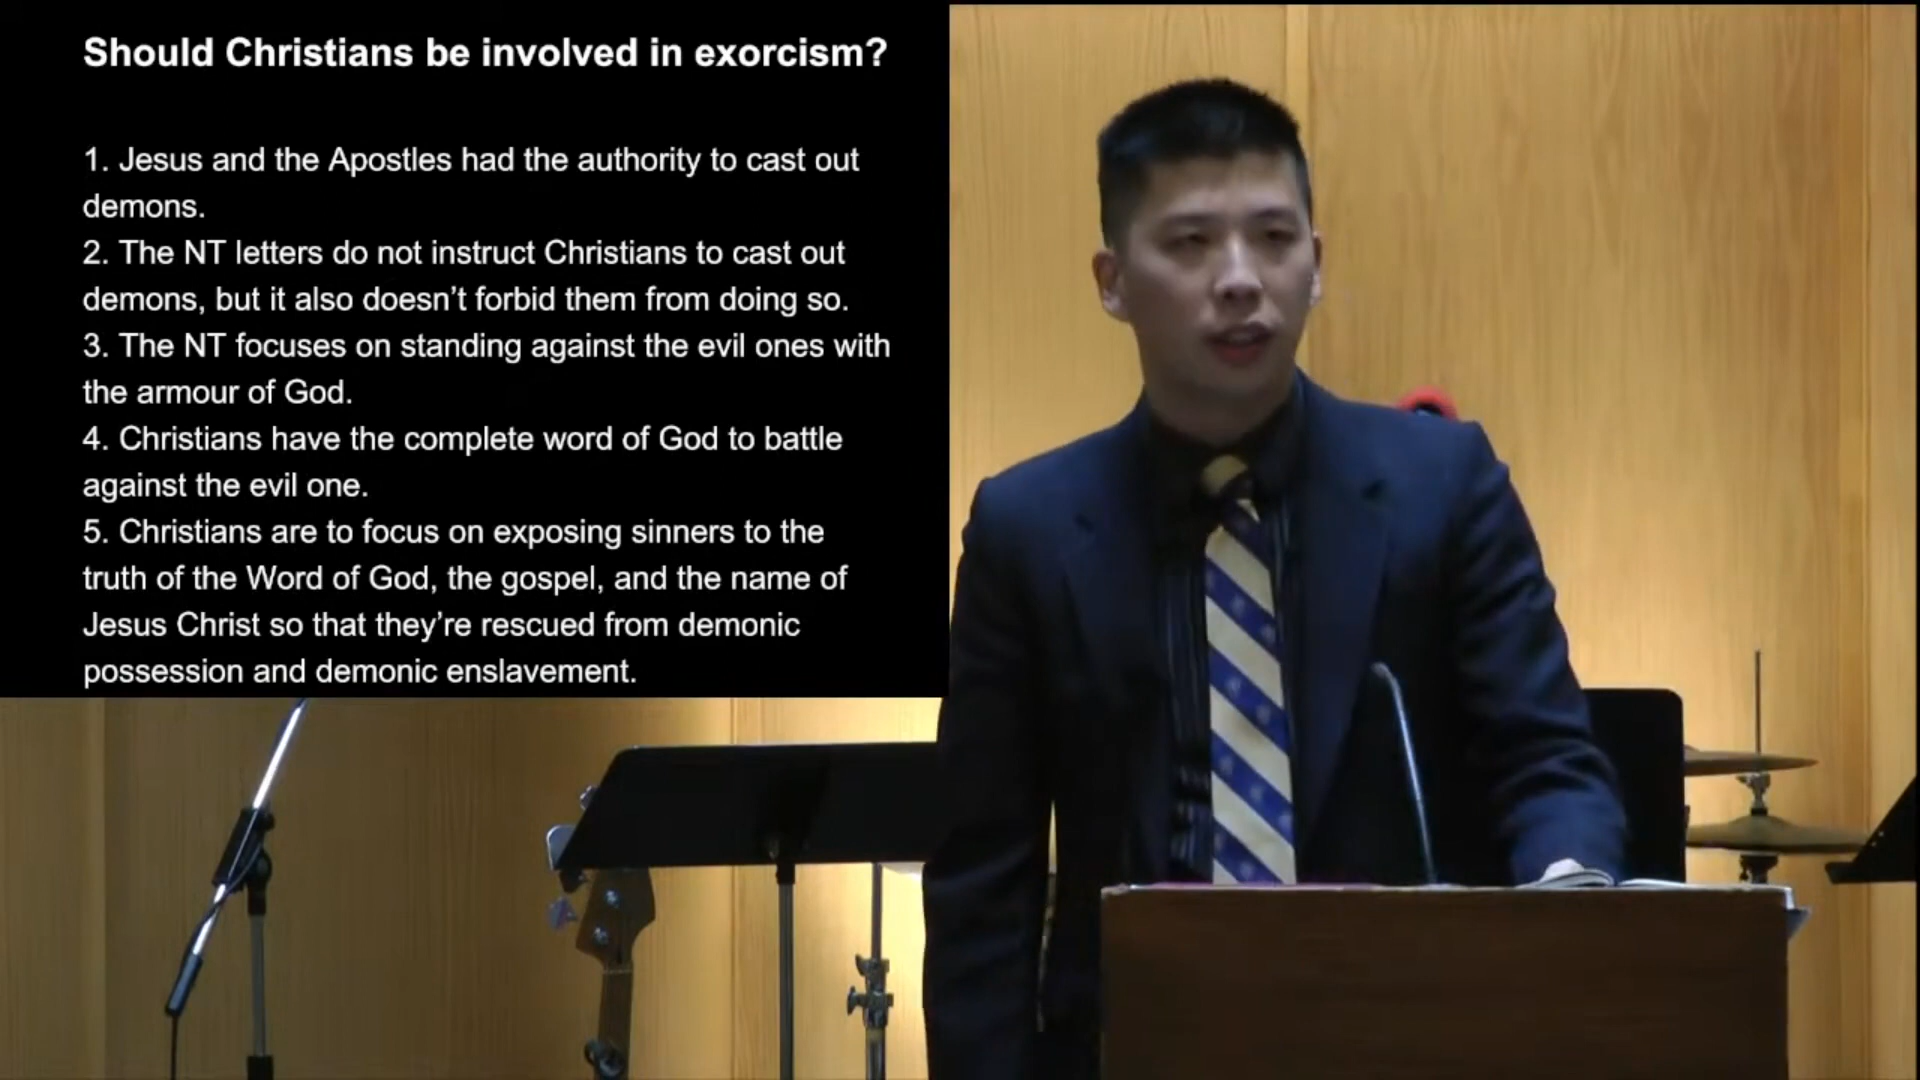 Should Christians be involved in exorcism?
1. Jesus and the Apostles had the authority to cast out
demons.
2. The NT letters do not instruct Christians to cast out
demons, but it also doesn’t forbid them from doing so.
3. The NT focuses on standing against the evil ones with
the armour of God.
4. Christians have the complete word of God to battle
against the evil one.
5. Christians are to focus on exposing sinners to the
truth of the Word of God, the gospel, and the name of
Jesus Christ so that they’re rescued from demonic
possession and demonic enslavement.